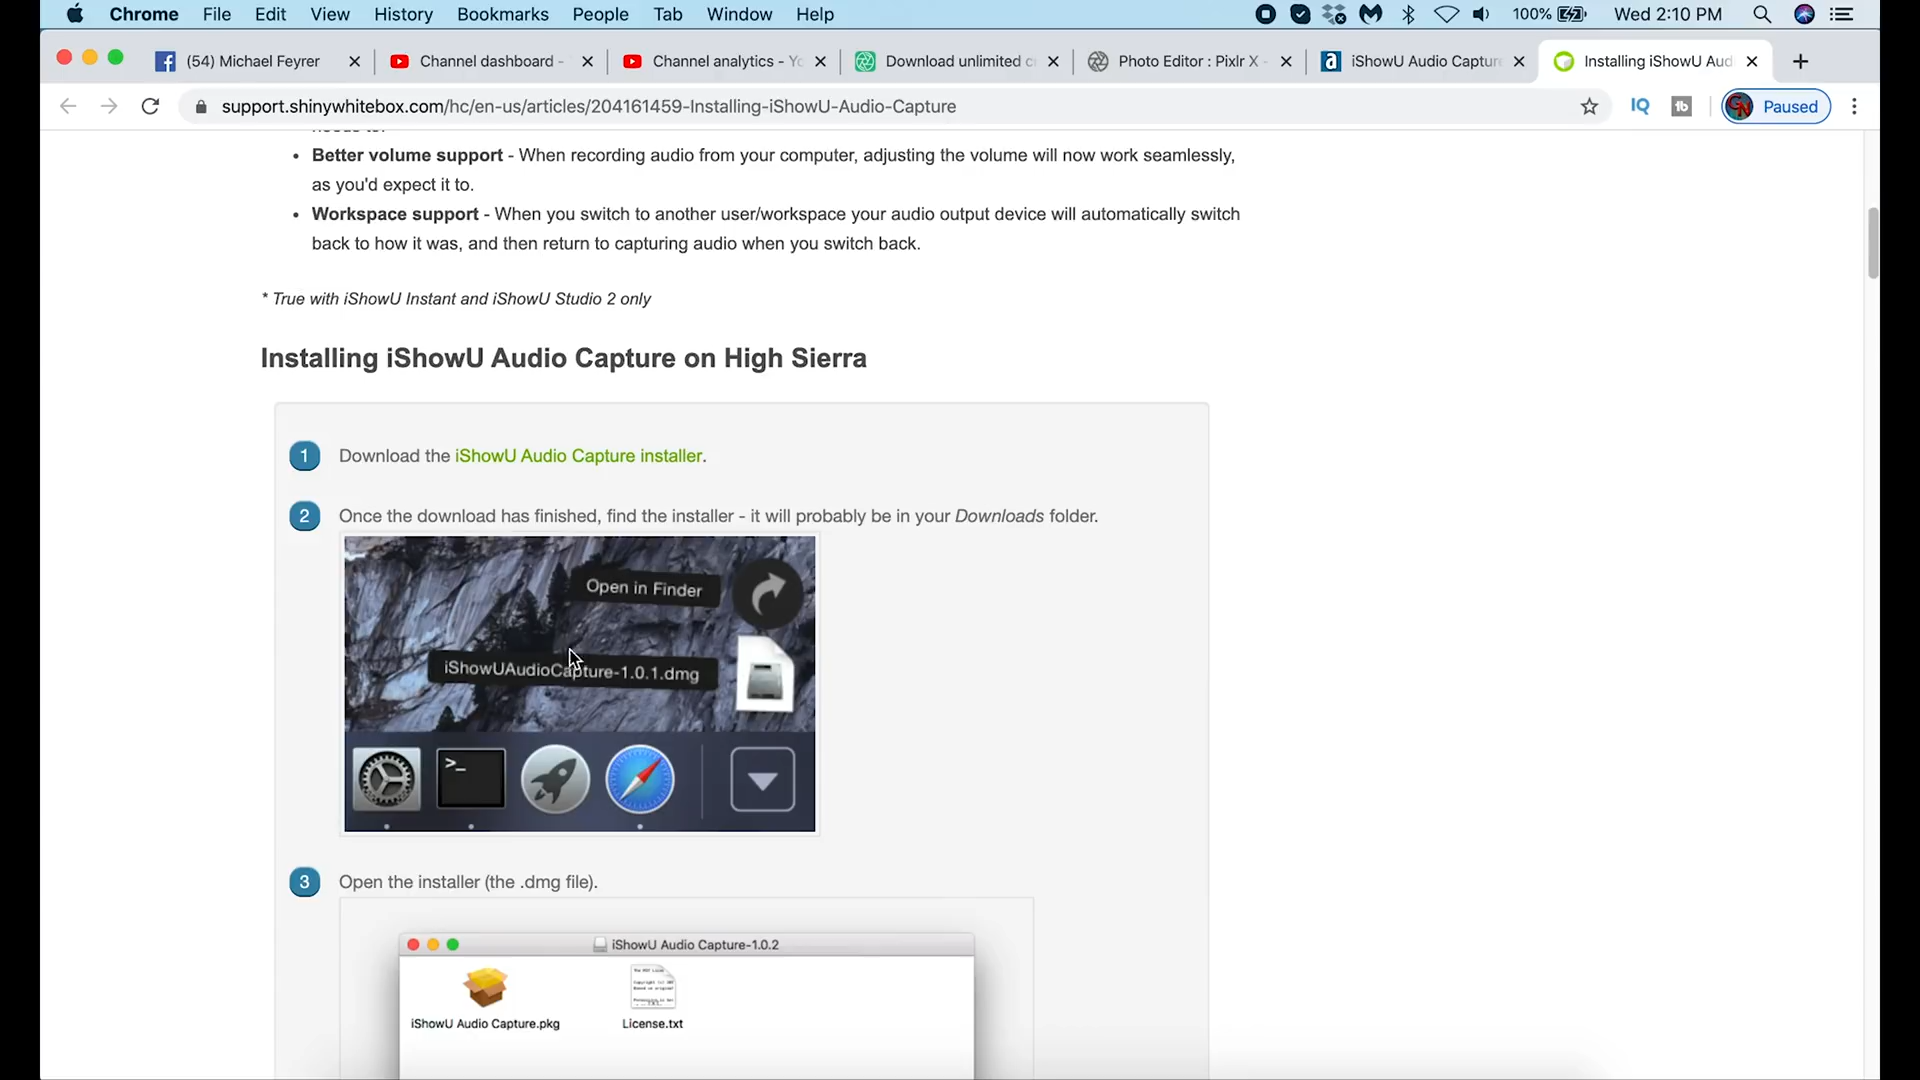 Chrome File Edit View History Bookmarks People Tab Window Help 100% Wed 2:10 PM
(54) Michael Feyrer
Channel dashboard -
Channel analytics - Yo
Download unlimited c
Photo Editor : Pixlr X -
iShowU Audio Captur
Installing iShowU Aud
support.shinywhitebox.com/hc/en-us/articles/204161459-Installing-iShowU-Audio-Capture
IQ tb Paused
needs to.
• Better volume support - When recording audio from your computer, adjusting the volume will now work seamlessly,
as you'd expect it to.
• Workspace support - When you switch to another user/workspace your audio output device will automatically switch
back to how it was, and then return to capturing audio when you switch back.
* True with iShowU Instant and iShowU Studio 2 only
Installing iShowU Audio Capture on High Sierra
1 Download the iShowU Audio Capture installer.
2 Once the download has finished, find the installer - it will probably be in your Downloads folder.
Open in Finder
iShowUAudioCapture-1.0.1.dmg
>_
3 Open the installer (the .dmg file).
iShowU Audio Capture-1.0.2
iShowU Audio Capture.pkg
License.txt